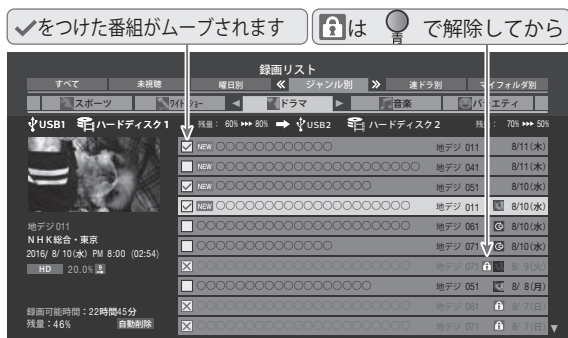 ✓をつけた番組がムーブされます
は 青 で解除してから
録画リスト
すべて 未視聴 曜日別 ≪ ジャンル別 ≫ 連ドラ別 マイフォルダ別
スポーツ ワイドショー ◀ ドラマ ▶ 音楽 バラエティ
USB1 ハードディスク1 残量: 60% ▸▸▸ 80% ➡ USB2 ハードディスク2 残量: 70% ▸▸▸ 50%
☑ NEW ○○○○○○○○○○○○ 地デジ 011 8/11(木)
☐ NEW ○○○○○○○○○○○○○○○○○○○○○ 地デジ 041 8/11(木)
☑ NEW ○○○○○○○○○○○○○○○○ 地デジ 051 8/10(水)
☑ NEW ○○○○○○○○○○○○○○○○○○○○ 地デジ 011 8/10(水)
☐ ○○○○○○○○○○○○○○○○○○○ 地デジ 061 8/10(水)
☐ ○○○○○○○○○○○○○○ 地デジ 071 8/10(水)
☒ ○○○○○○○○○○○○○○○○○○○○○○ 地デジ 071 8/ 9(火)
☐ ○○○○○○○○○○○○○○○○○○ 地デジ 051 8/ 8(月)
☒ ○○○○○○○○○○○○○○○○○○○○○○ 地デジ 061 8/ 7(日)
☒ ○○○○○○○○○○○○○○○○○○○○○○ 地デジ 071 8/ 7(日)
地デジ011
NHK総合・東京
2016/ 8/ 10(水) PM 8:00 (02:54)
HD 20.0%
録画可能時間：22時間45分
残量：46% 自動削除